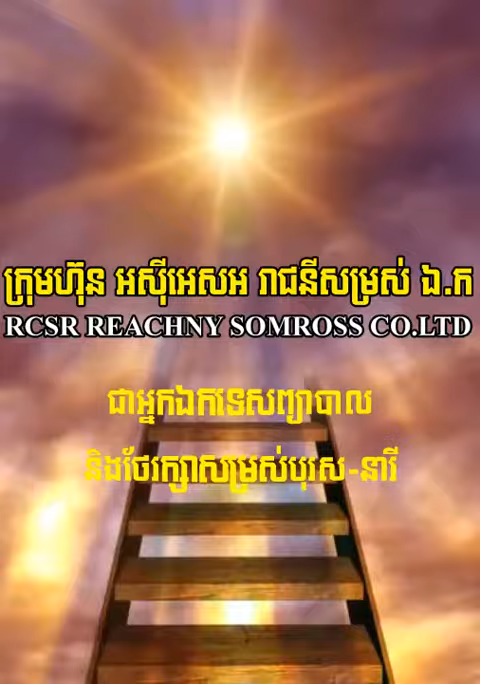 ក្រុមហ៊ុន អរស៊ីអេសអ រាជនីសម្រស់ ឯ.ក
RCSR REACHNY SOMROSS CO.LTD
ជាអ្នកឯកទេសព្យាបាល
និងថែរក្សាសម្រស់បុរស-នារី